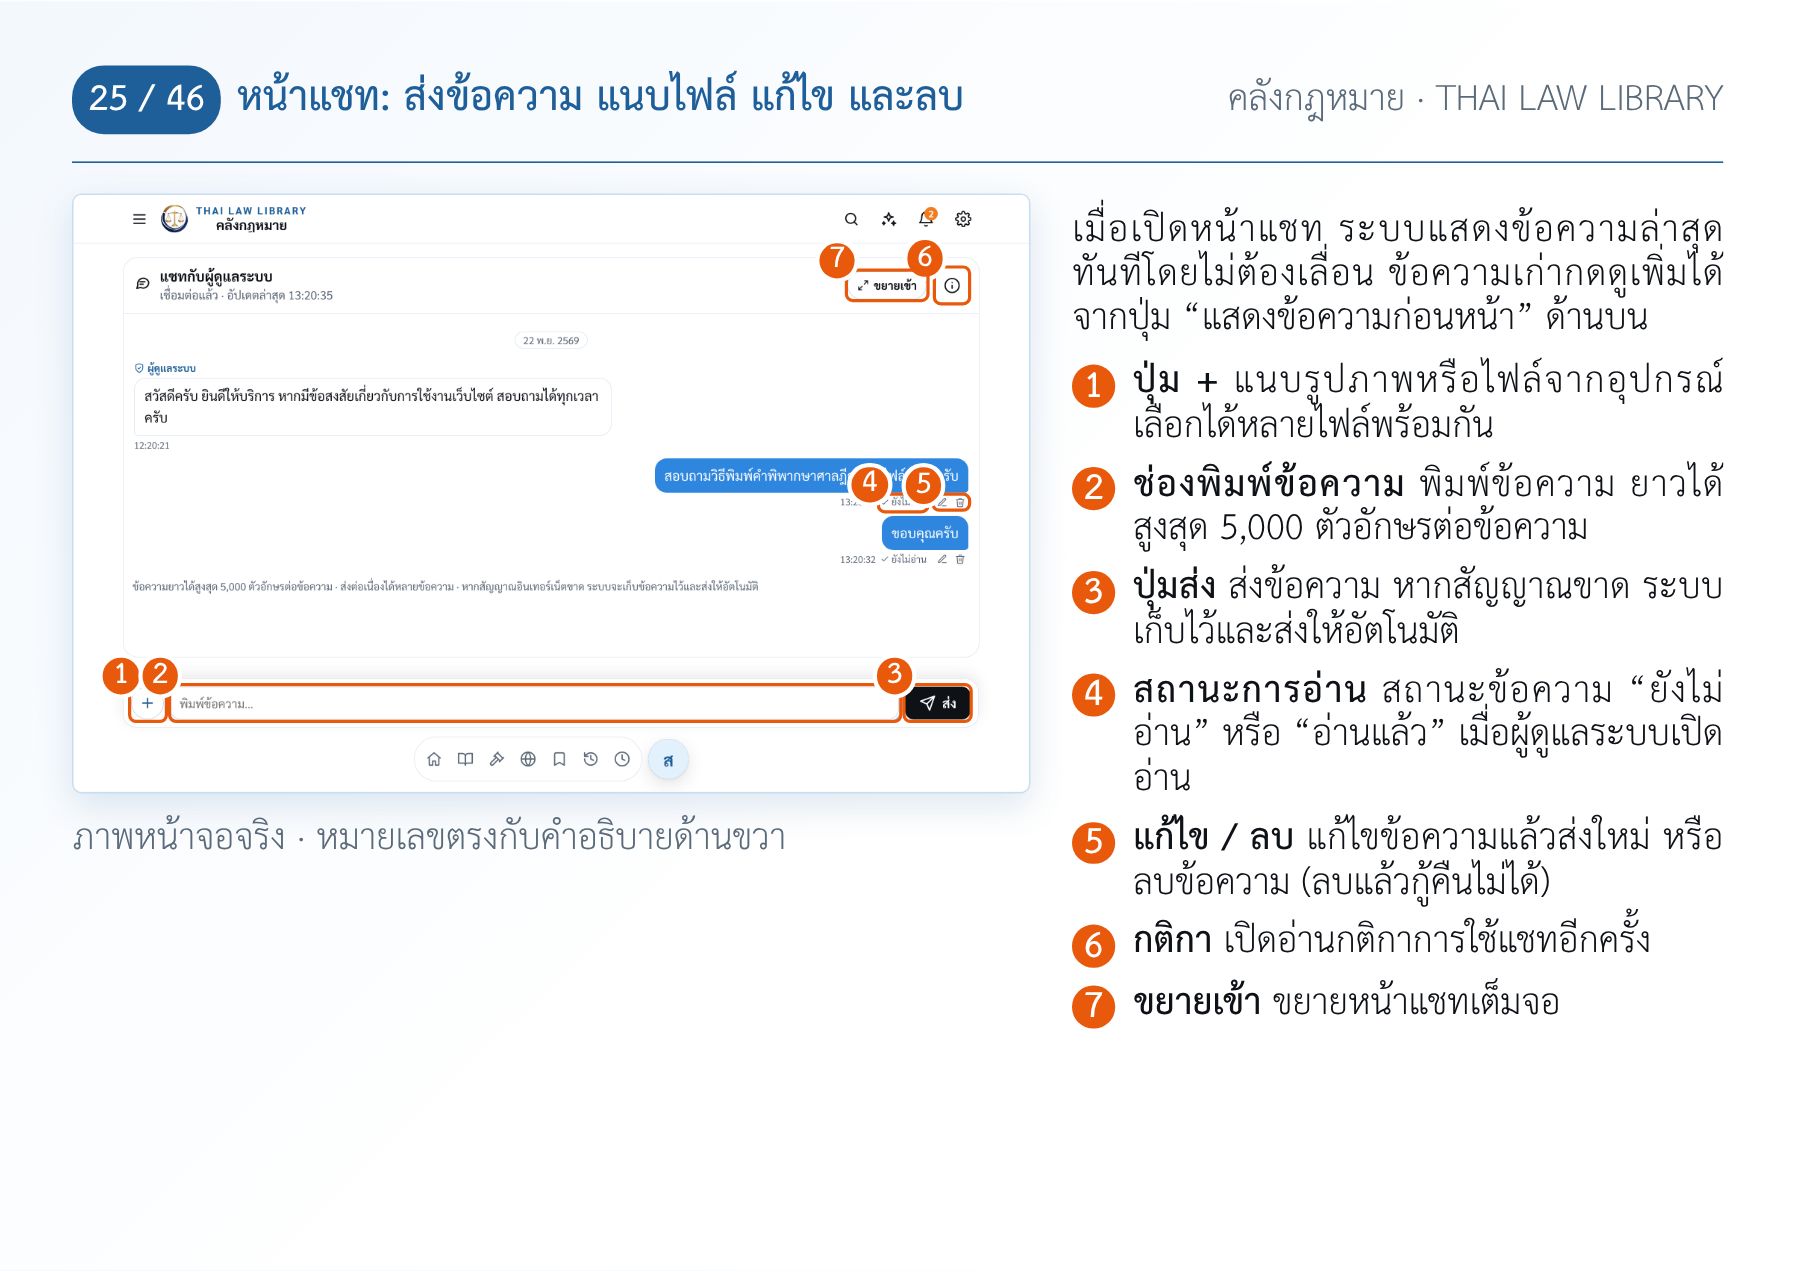 25 / 46 หน้าแชท: ส่งข้อความ แนบไฟล์ แก้ไข และลบ
คลังกฎหมาย · THAI LAW LIBRARY
THAI LAW LIBRARY
คลังกฎหมาย
2
7
6
แชทกับผู้ดูแลระบบ
เชื่อมต่อแล้ว · อัปเดตล่าสุด 13:20:35
ขยายเข้า
22 พ.ย. 2569
ผู้ดูแลระบบ
สวัสดีครับ ยินดีให้บริการ หากมีข้อสงสัยเกี่ยวกับการใช้งานเว็บไซต์ สอบถามได้ทุกเวลา
ครับ
12:20:21
สอบถามวิธีพิมพ์คำพิพากษาศาลฎี
4
5
ขอบคุณครับ
13:20:32 ยังไม่อ่าน
ข้อความยาวได้สูงสุด 5,000 ตัวอักษรต่อข้อความ · ส่งต่อเนื่องได้หลายข้อความ · หากสัญญาณอินเทอร์เน็ตขาด ระบบจะเก็บข้อความไว้และส่งให้อัตโนมัติ
1
2
3
+ พิมพ์ข้อความ... ส่ง
ส
ภาพหน้าจอจริง · หมายเลขตรงกับคำอธิบายด้านขวา
เมื่อเปิดหน้าแชท ระบบแสดงข้อความล่าสุด
ทันทีโดยไม่ต้องเลื่อน ข้อความเก่ากดดูเพิ่มได้
จากปุ่ม “แสดงข้อความก่อนหน้า” ด้านบน
1 ปุ่ม + แนบรูปภาพหรือไฟล์จากอุปกรณ์
เลือกได้หลายไฟล์พร้อมกัน
2 ช่องพิมพ์ข้อความ พิมพ์ข้อความ ยาวได้
สูงสุด 5,000 ตัวอักษรต่อข้อความ
3 ปุ่มส่ง ส่งข้อความ หากสัญญาณขาด ระบบ
เก็บไว้และส่งให้อัตโนมัติ
4 สถานะการอ่าน สถานะข้อความ “ยังไม่
อ่าน” หรือ “อ่านแล้ว” เมื่อผู้ดูแลระบบเปิด
อ่าน
5 แก้ไข / ลบ แก้ไขข้อความแล้วส่งใหม่ หรือ
ลบข้อความ (ลบแล้วกู้คืนไม่ได้)
6 กติกา เปิดอ่านกติกาการใช้แชทอีกครั้ง
7 ขยายเข้า ขยายหน้าแชทเต็มจอ